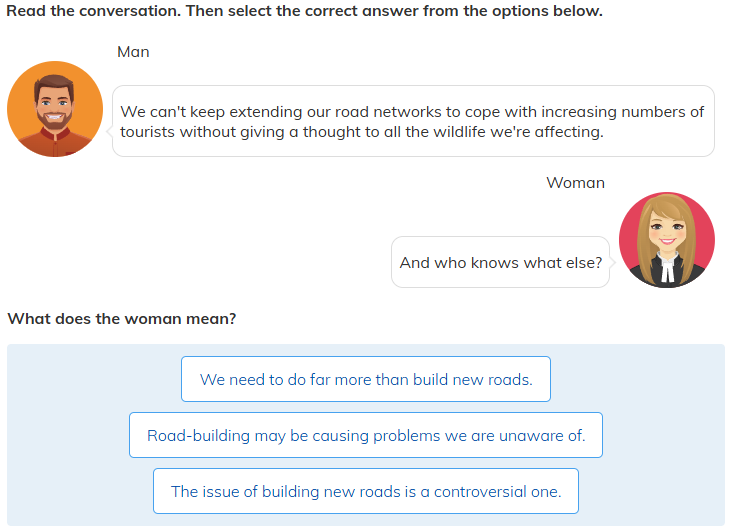 Read the conversation. Then select the correct answer from the options below.
Man
We can't keep extending our road networks to cope with increasing numbers of
tourists without giving a thought to all the wildlife we're affecting.
Woman
And who knows what else?
What does the woman mean?
We need to do far more than build new roads.
Road-building may be causing problems we are unaware of.
The issue of building new roads is a controversial one.